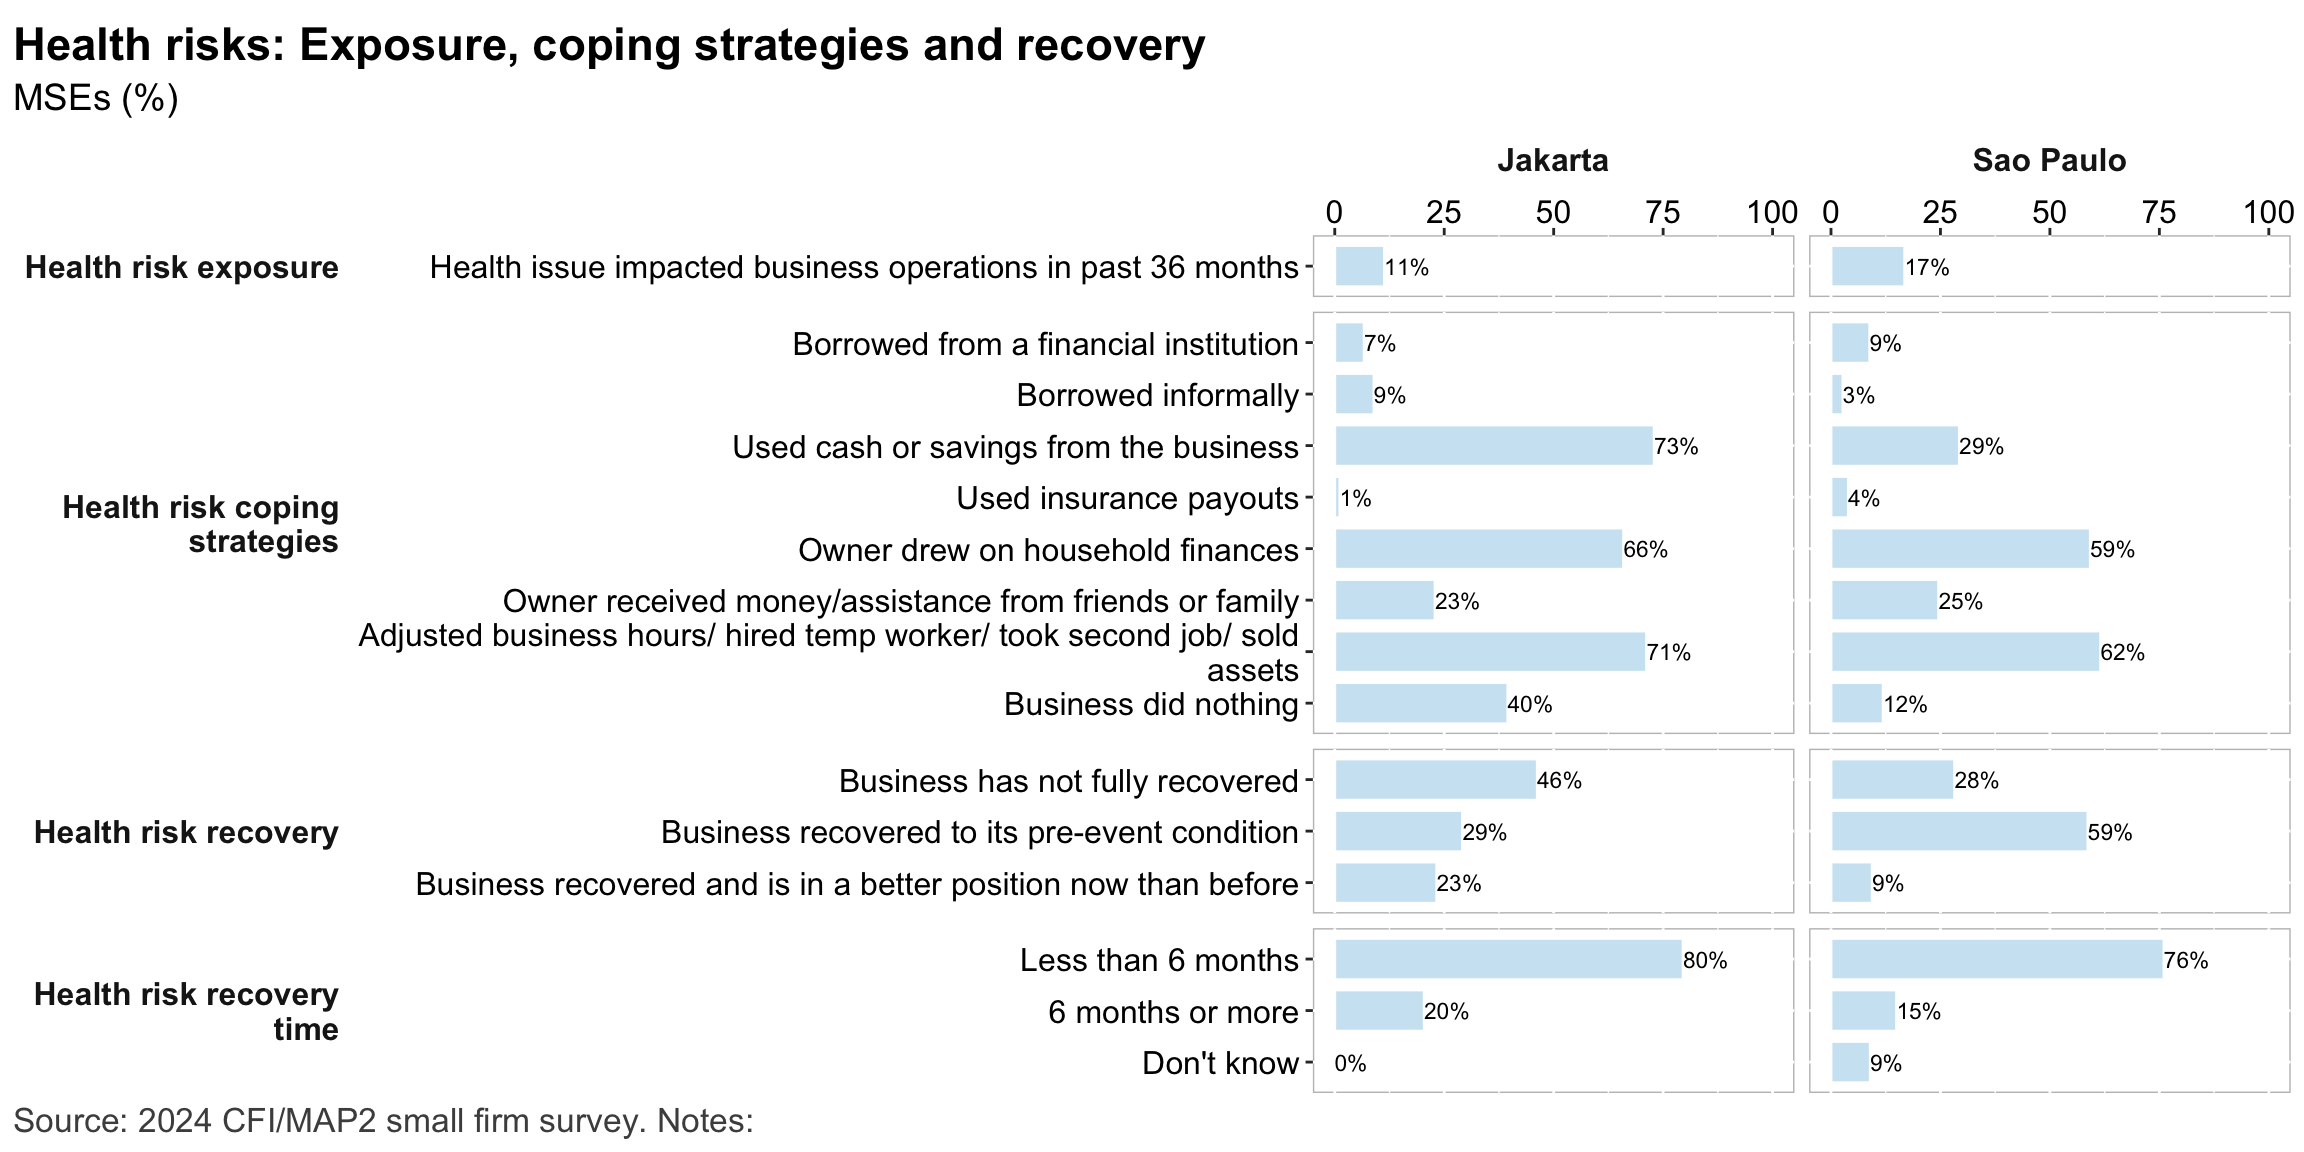 Health risks: Exposure, coping strategies and recovery
MSEs (%)
Jakarta
Sao Paulo
0 25 50 75 100 0 25 50 75 100
Health risk exposure
Health issue impacted business operations in past 36 months 11% 17%
Health risk coping
strategies
Borrowed from a financial institution 7% 9%
Borrowed informally 9% 3%
Used cash or savings from the business 73% 29%
Used insurance payouts 1% 4%
Owner drew on household finances 66% 59%
Owner received money/assistance from friends or family 23% 25%
Adjusted business hours/ hired temp worker/ took second job/ sold
assets 71% 62%
Business did nothing 40% 12%
Health risk recovery
Business has not fully recovered 46% 28%
Business recovered to its pre-event condition 29% 59%
Business recovered and is in a better position now than before 23% 9%
Health risk recovery
time
Less than 6 months 80% 76%
6 months or more 20% 15%
Don't know 0% 9%
Source: 2024 CFI/MAP2 small firm survey. Notes: